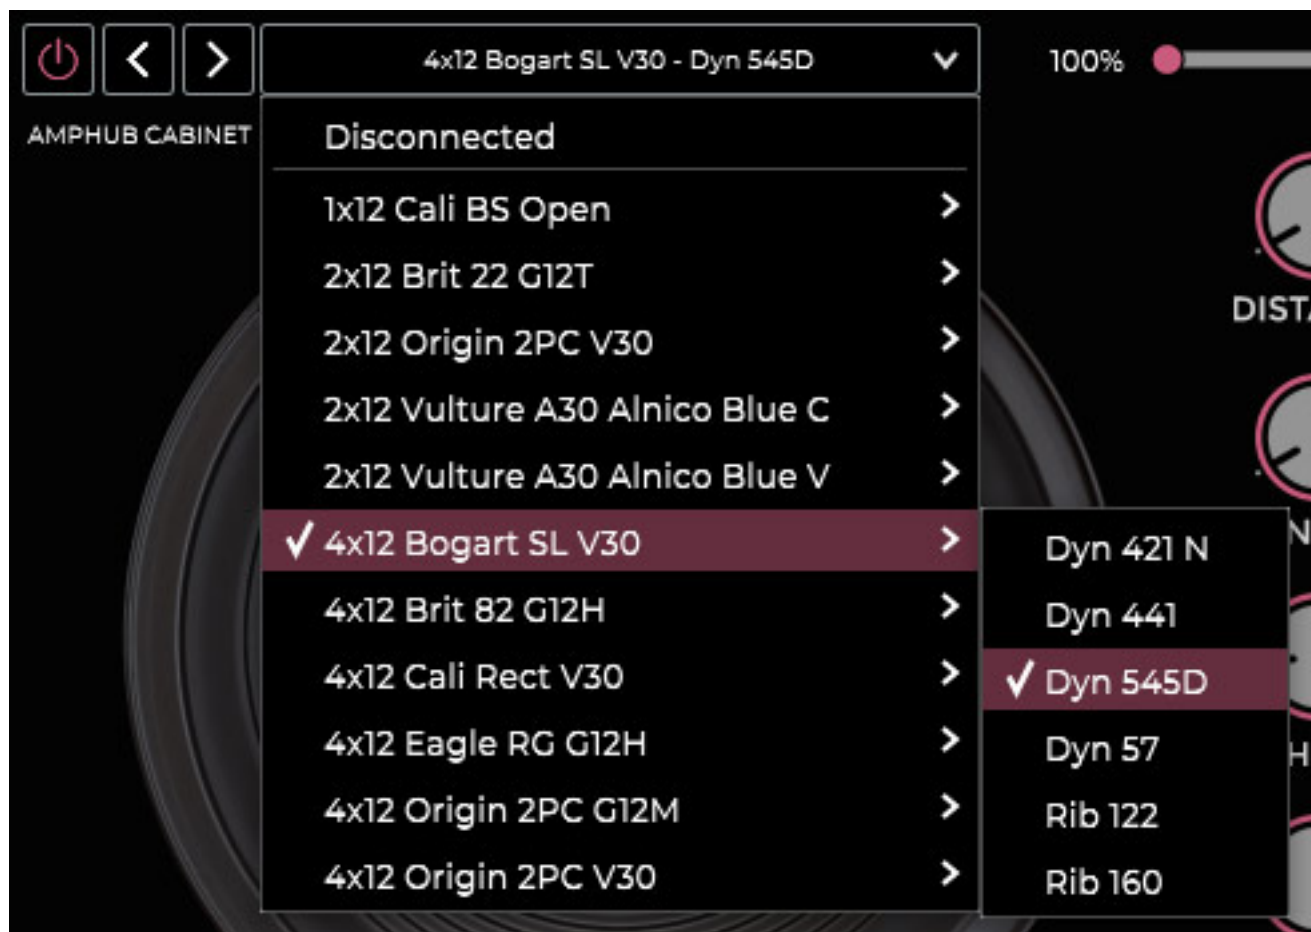 4x12 Bogart SL V30 - Dyn 545D
100%
AMPHUB CABINET
Disconnected
1x12 Cali BS Open
2x12 Brit 22 G12T
2x12 Origin 2PC V30
2x12 Vulture A30 Alnico Blue C
2x12 Vulture A30 Alnico Blue V
4x12 Bogart SL V30
4x12 Brit 82 G12H
4x12 Cali Rect V30
4x12 Eagle RG G12H
4x12 Origin 2PC G12M
4x12 Origin 2PC V30
Dyn 421 N
Dyn 441
Dyn 545D
Dyn 57
Rib 122
Rib 160